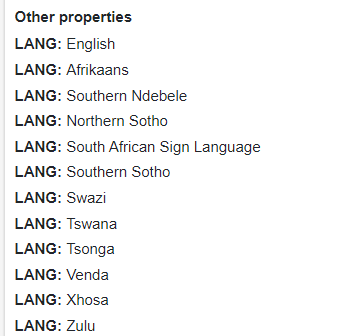 Other properties
LANG: English
LANG: Afrikaans
LANG: Southern Ndebele
LANG: Northern Sotho
LANG: South African Sign Language
LANG: Southern Sotho
LANG: Swazi
LANG: Tswana
LANG: Tsonga
LANG: Venda
LANG: Xhosa
LANG: Zulu